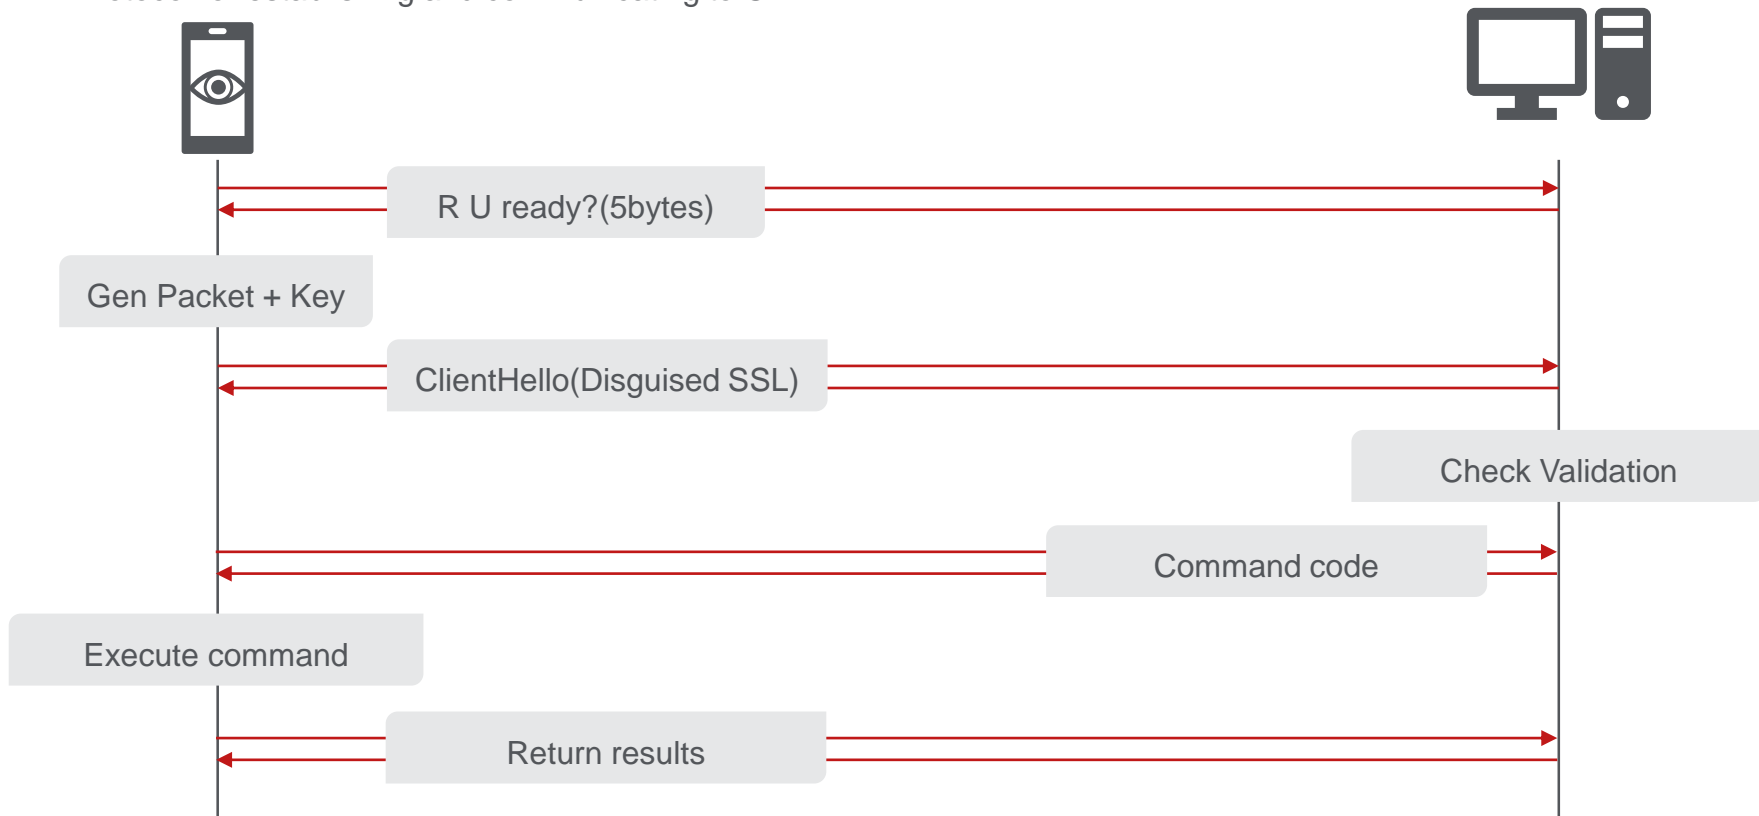 R U ready?(5bytes)
Gen Packet + Key
ClientHello(Disguised SSL)
Check Validation
Command code
Execute command
Return results